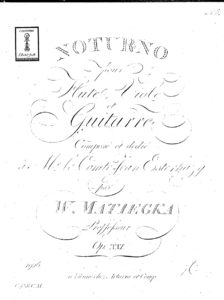 NOTURNO
pour
Flute, Viole
et
Guitarre
Composé et dedié
à Mr. le Comte Jean Esterházy
par
W. MATIEGKA
Professeur
Op. XXI
à Vienne chez Artaria et Comp.